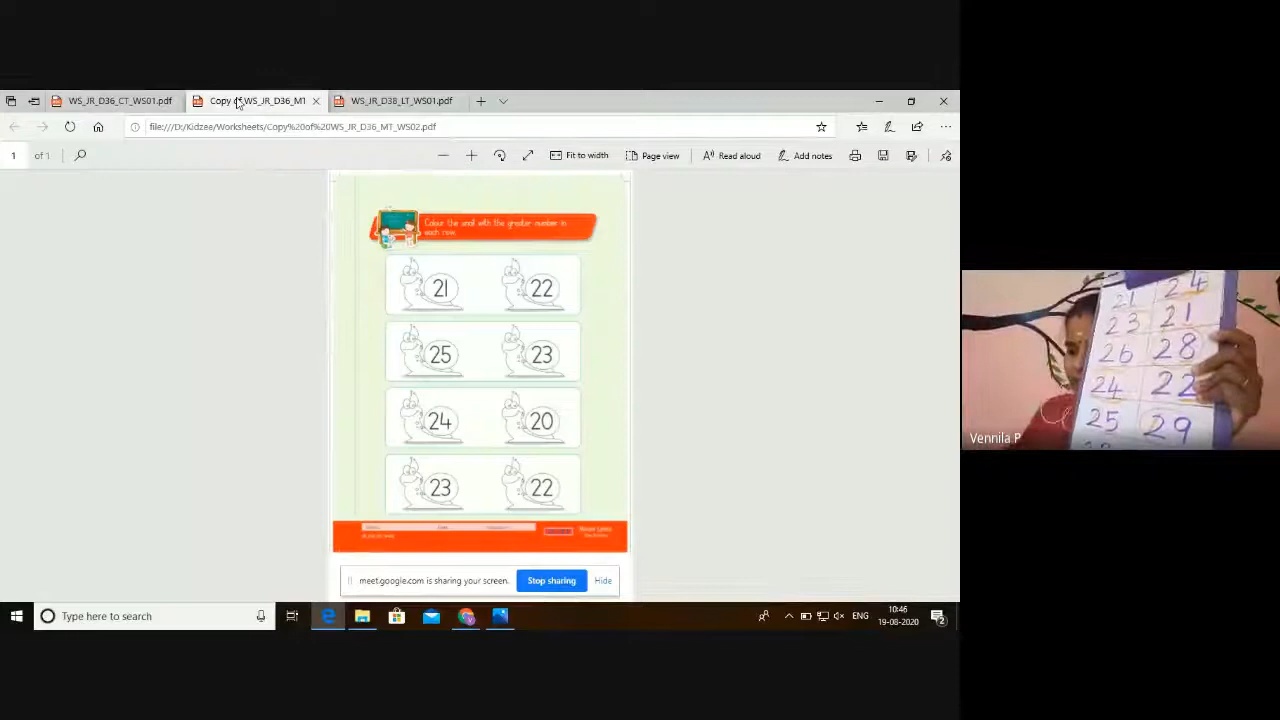 WS_JR_D36_CT_WS01.pdf
Copy of WS_JR_D36_MT
WS_JR_D38_LT_WS01.pdf
file:///D:/Kidzee/Worksheets/Copy%20of%20WS_JR_D36_MT_WS02.pdf
1 of 1
Fit to width
Page view
Read aloud
Add notes
Colour the snail with the greater number in
each row.
21 22
25 23
24 20
23 22
meet.google.com is sharing your screen.
Stop sharing
Hide
Type here to search
ENG
10:46
19-08-2020
2
21 24
23 21
26 28
24 22
25 29
Vennila P